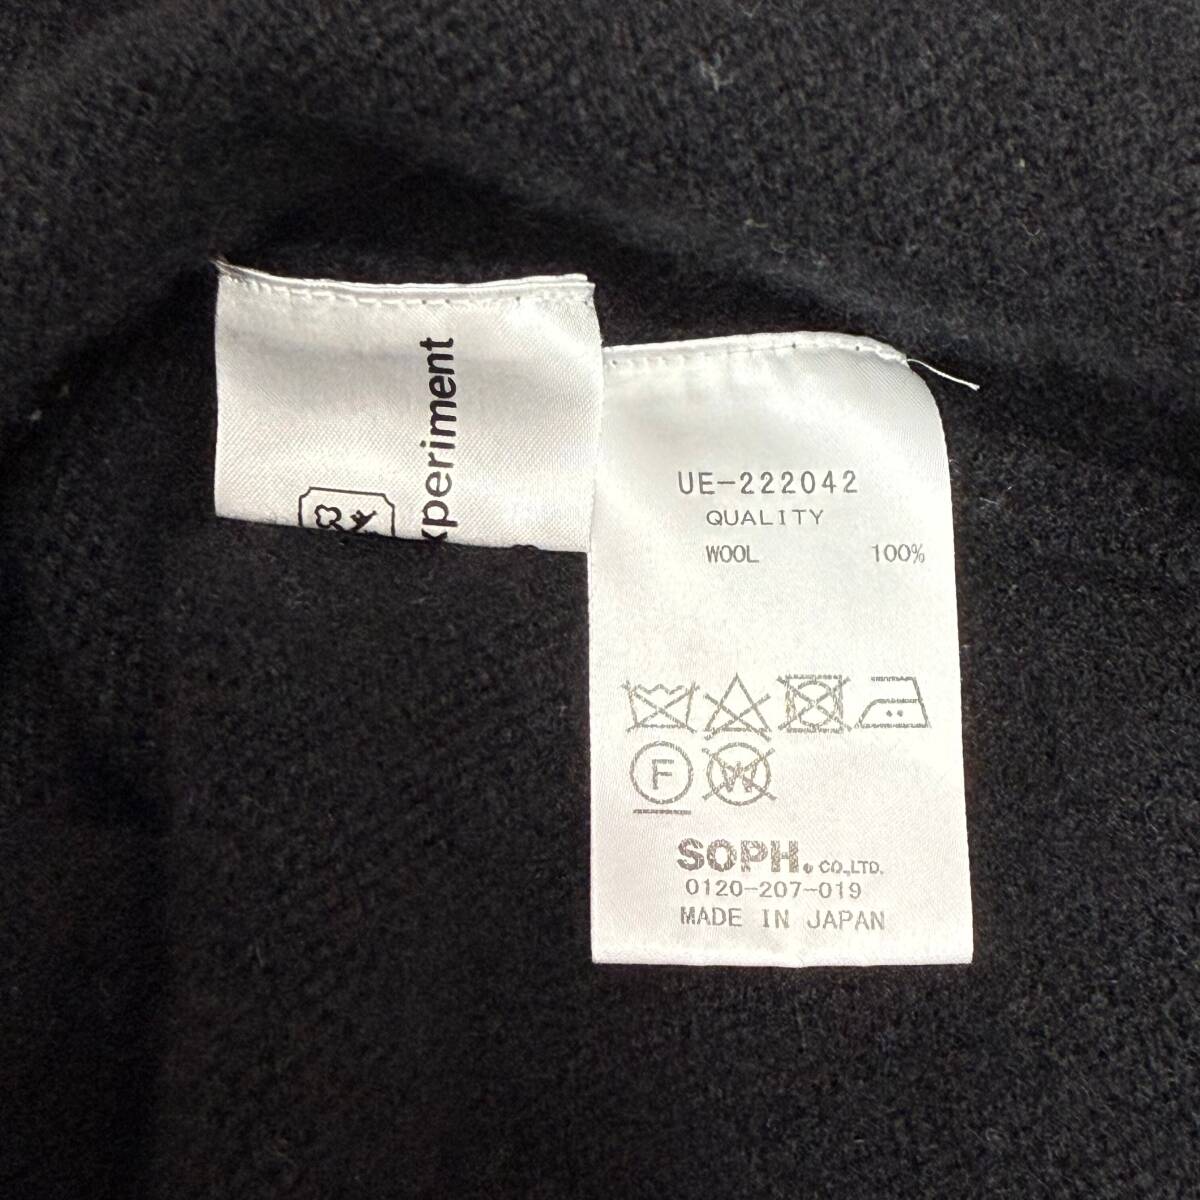 xperiment
UE-222042
QUALITY
WOOL 100%
F
W
SOPH. CO.,LTD.
0120-207-019
MADE IN JAPAN